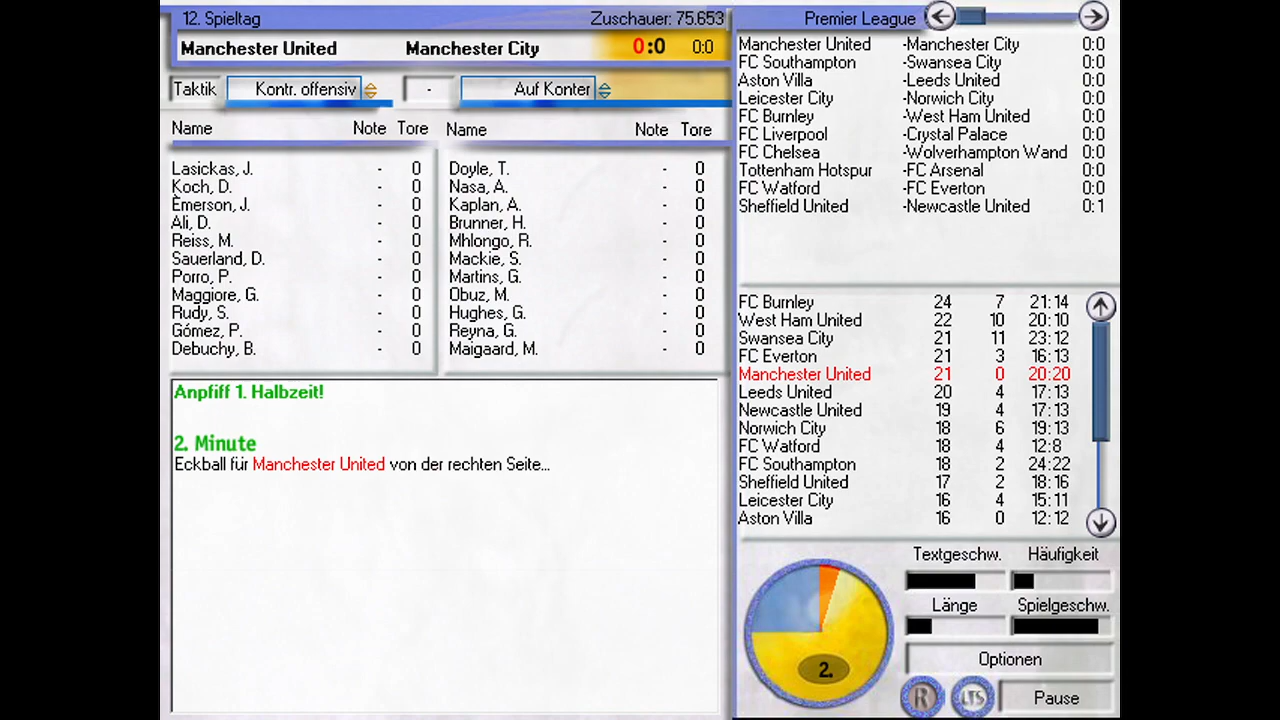 12. Spieltag Zuschauer: 75.653
Manchester United Manchester City 0:0 0:0
Taktik Kontr. offensiv - Auf Konter
Name Note Tore Name Note Tore
Lasickas, J. - 0 Doyle, T. - 0
Koch, D. - 0 Nasa, A. - 0
Èmerson, J. - 0 Kaplan, A. - 0
Ali, D. - 0 Brunner, H. - 0
Reiss, M. - 0 Mhlongo, R. - 0
Sauerland, D. - 0 Mackie, S. - 0
Porro, P. - 0 Martins, G. - 0
Maggiore, G. - 0 Obuz, M. - 0
Rudy, S. - 0 Hughes, G. - 0
Gómez, P. - 0 Reyna, G. - 0
Debuchy, B. - 0 Maigaard, M. - 0
Anpfiff 1. Halbzeit!
2. Minute
Eckball für Manchester United von der rechten Seite...
Premier League
Manchester United -Manchester City 0:0
FC Southampton -Swansea City 0:0
Aston Villa -Leeds United 0:0
Leicester City -Norwich City 0:0
FC Burnley -West Ham United 0:0
FC Liverpool -Crystal Palace 0:0
FC Chelsea -Wolverhampton Wand 0:0
Tottenham Hotspur -FC Arsenal 0:0
FC Watford -FC Everton 0:0
Sheffield United -Newcastle United 0:1
FC Burnley 24 7 21:14
West Ham United 22 10 20:10
Swansea City 21 11 23:12
FC Everton 21 3 16:13
Manchester United 21 0 20:20
Leeds United 20 4 17:13
Newcastle United 19 4 17:13
Norwich City 18 6 19:13
FC Watford 18 4 12:8
FC Southampton 18 2 24:22
Sheffield United 17 2 18:16
Leicester City 16 4 15:11
Aston Villa 16 0 12:12
Textgeschw. Häufigkeit
Länge Spielgeschw.
2.
Optionen
R LTS Pause